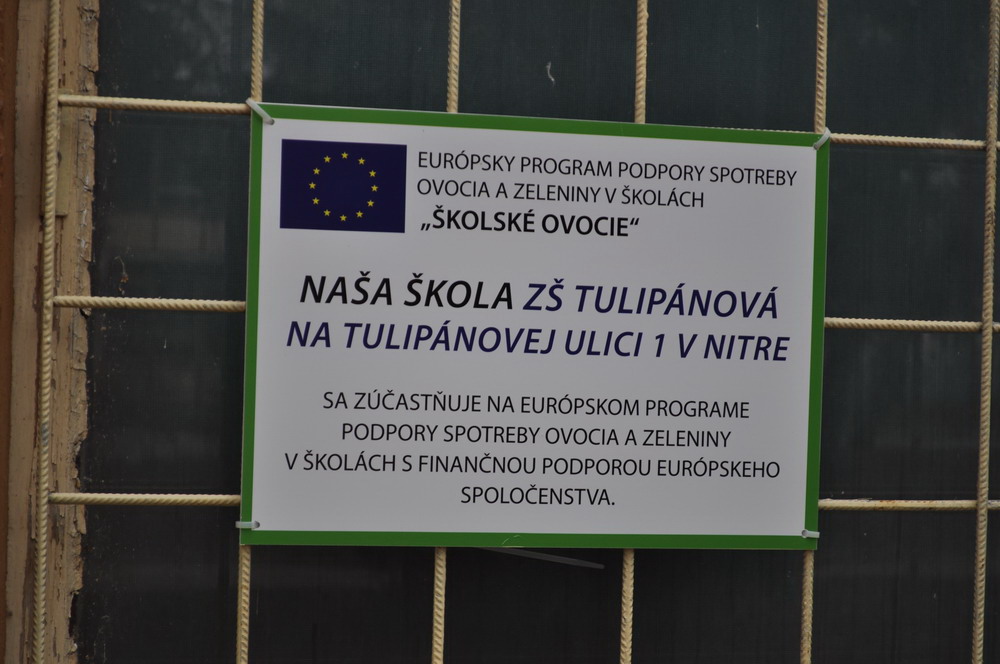 EURÓPSKY PROGRAM PODPORY SPOTREBY
OVOCIA A ZELENINY V ŠKOLÁCH
„ŠKOLSKÉ OVOCIE“
NAŠA ŠKOLA ZŠ TULIPÁNOVÁ
NA TULIPÁNOVEJ ULICI 1 V NITRE
SA ZÚČASTŇUJE NA EURÓPSKOM PROGRAME
PODPORY SPOTREBY OVOCIA A ZELENINY
V ŠKOLÁCH S FINANČNOU PODPOROU EURÓPSKEHO
SPOLOČENSTVA.